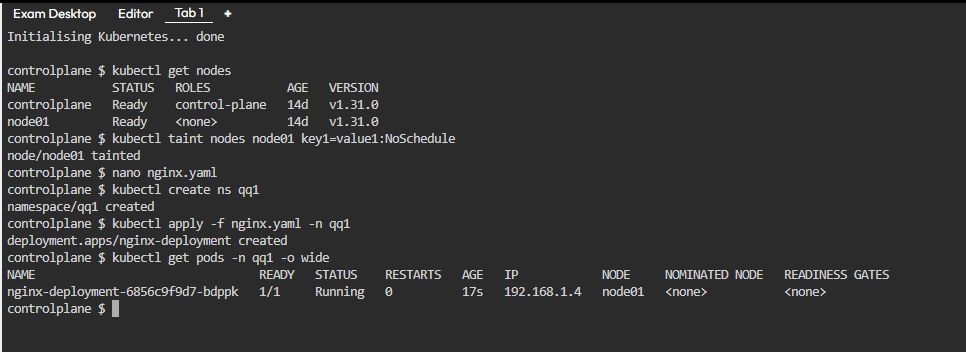 Exam Desktop Editor Tab 1 +
Initialising Kubernetes... done
controlplane $ kubectl get nodes
NAME STATUS ROLES AGE VERSION
controlplane Ready control-plane 14d v1.31.0
node01 Ready <none> 14d v1.31.0
controlplane $ kubectl taint nodes node01 key1=value1:NoSchedule
node/node01 tainted
controlplane $ nano nginx.yaml
controlplane $ kubectl create ns qq1
namespace/qq1 created
controlplane $ kubectl apply -f nginx.yaml -n qq1
deployment.apps/nginx-deployment created
controlplane $ kubectl get pods -n qq1 -o wide
NAME READY STATUS RESTARTS AGE IP NODE NOMINATED NODE READINESS GATES
nginx-deployment-6856c9f9d7-bdppk 1/1 Running 0 17s 192.168.1.4 node01 <none> <none>
controlplane $